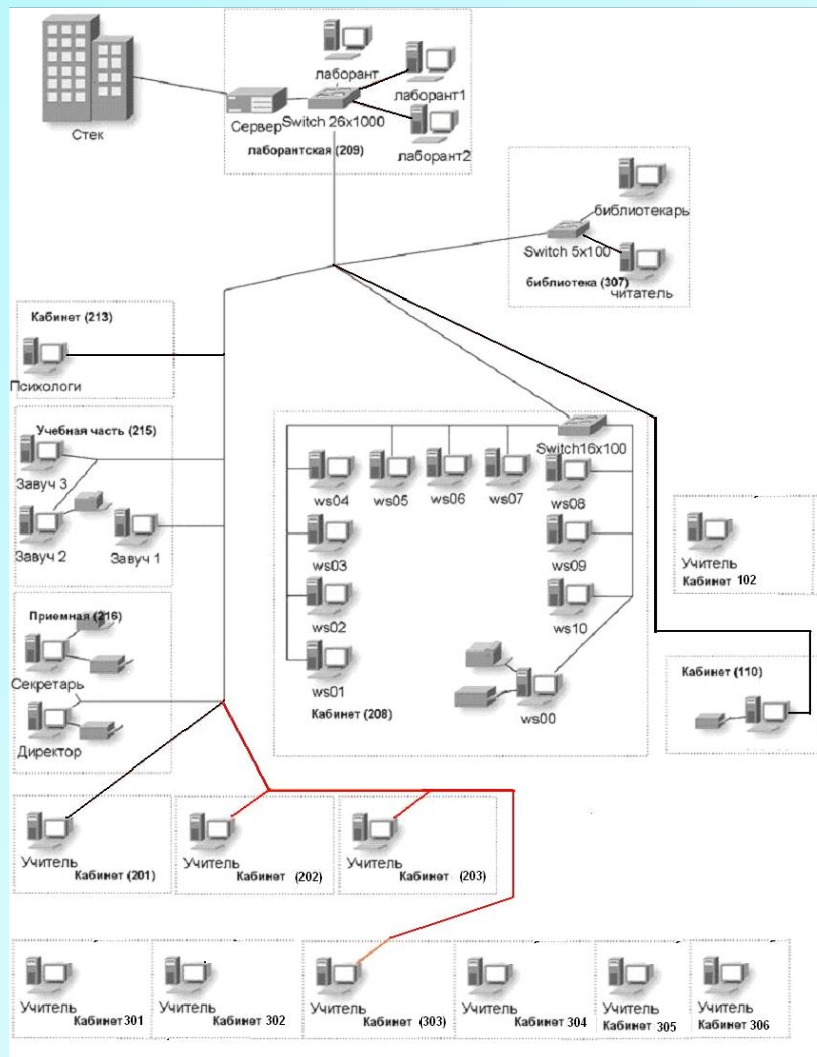 Стек
лаборант
лаборант1
Сервер
Switch 26x1000
лаборант2
лаборантская (209)
библиотекарь
Switch 5x100
библиотека (307)
читатель
Кабинет (213)
Психологи
Учебная часть (215)
Завуч 3
Завуч 2
Завуч 1
Приемная (216)
Секретарь
Директор
Switch16x100
ws04
ws05
ws06
ws07
ws08
ws03
ws09
ws02
ws10
ws01
ws00
Кабинет (208)
Учитель
Кабинет 102
Кабинет (110)
Учитель
Кабинет (201)
Учитель
Кабинет (202)
Учитель
Кабинет (203)
Учитель
Кабинет 301
Учитель
Кабинет 302
Учитель
Кабинет (303)
Учитель
Кабинет 304
Учитель
Кабинет 305
Учитель
Кабинет 306